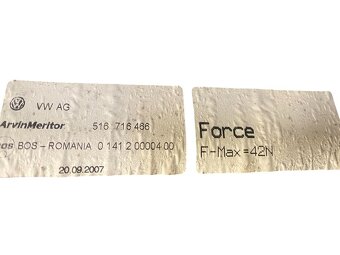 VW AG
ArvinMeritor 516 716 466
bos BOS - ROMANIA 0 141 2 00004 00
20.09.2007
Force
F-Max=42N